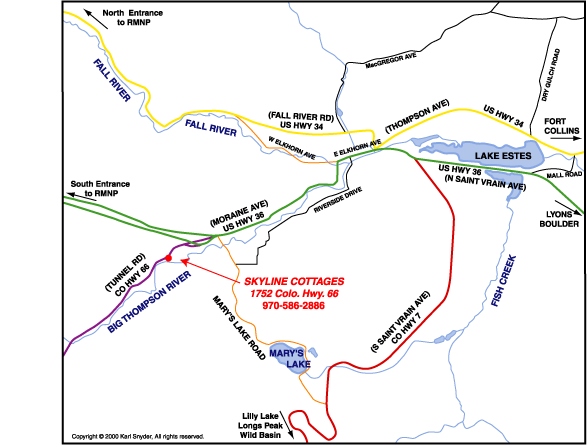 North Entrance
to RMNP
FALL RIVER
FALL RIVER
(FALL RIVER RD)
US HWY 34
W ELKHORN AVE
E ELKHORN AVE
MacGREGOR AVE
(THOMPSON AVE)
US HWY 34
DRY GULCH ROAD
FORT
COLLINS
LAKE ESTES
MALL ROAD
US HWY 36
(N SAINT VRAIN AVE)
LYONS
BOULDER
South Entrance
to RMNP
(MORAINE AVE)
US HWY 36
RIVERSIDE DRIVE
(TUNNEL RD)
CO HWY 66
BIG THOMPSON RIVER
SKYLINE COTTAGES
1752 Colo. Hwy. 66
970-586-2886
MARY'S LAKE ROAD
MARY'S
LAKE
(S SAINT VRAIN AVE)
CO HWY 7
FISH CREEK
Lilly Lake
Longs Peak
Wild Basin
Copyright © 2000 Karl Snyder, All rights reserved.